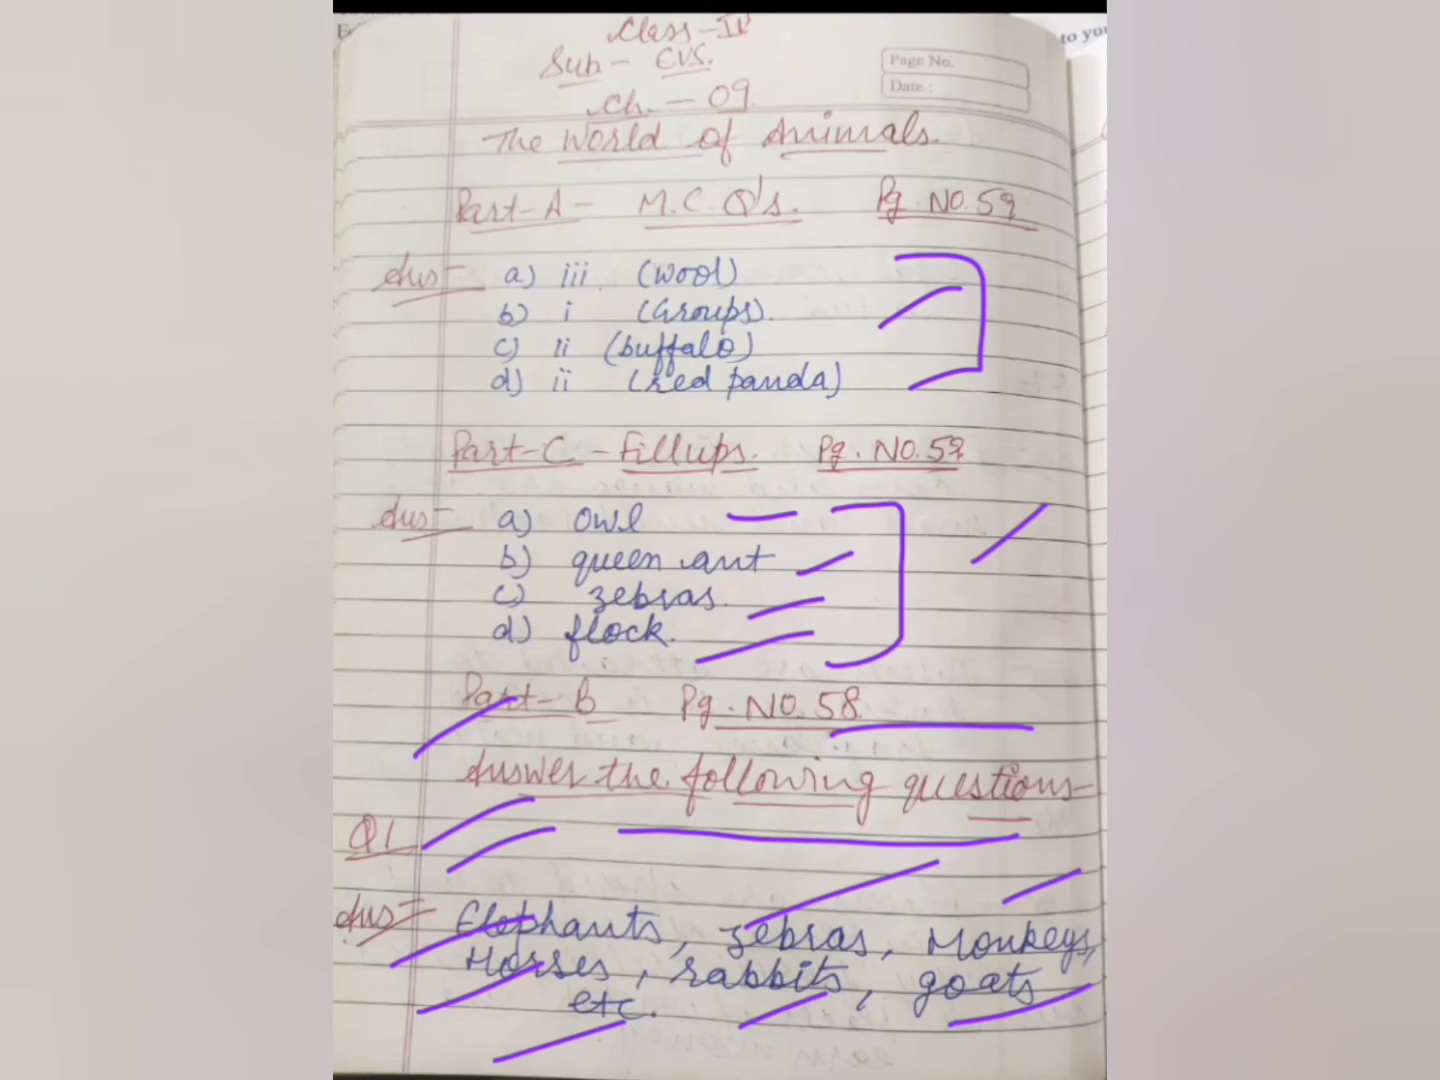 Class-IV
Sub- EVS.
Page No.
Date :
Ch. - 09.
The World of Animals.
Part-A- M.C.Q's. Pg.NO.59
Ans- a) iii (wool)
b) i (Groups).
c) ii (buffalo)
d) ii (red panda)
Part-C-Fillups. Pg.NO.59
Ans- a) Owl
b) queen ant
c) zebras.
d) flock.
Part-B Pg.NO.58.
Answer the following questions-
Q1.
Ans- Elephants, zebras, Monkeys,
Horses, rabbits, goats
etc.
to you